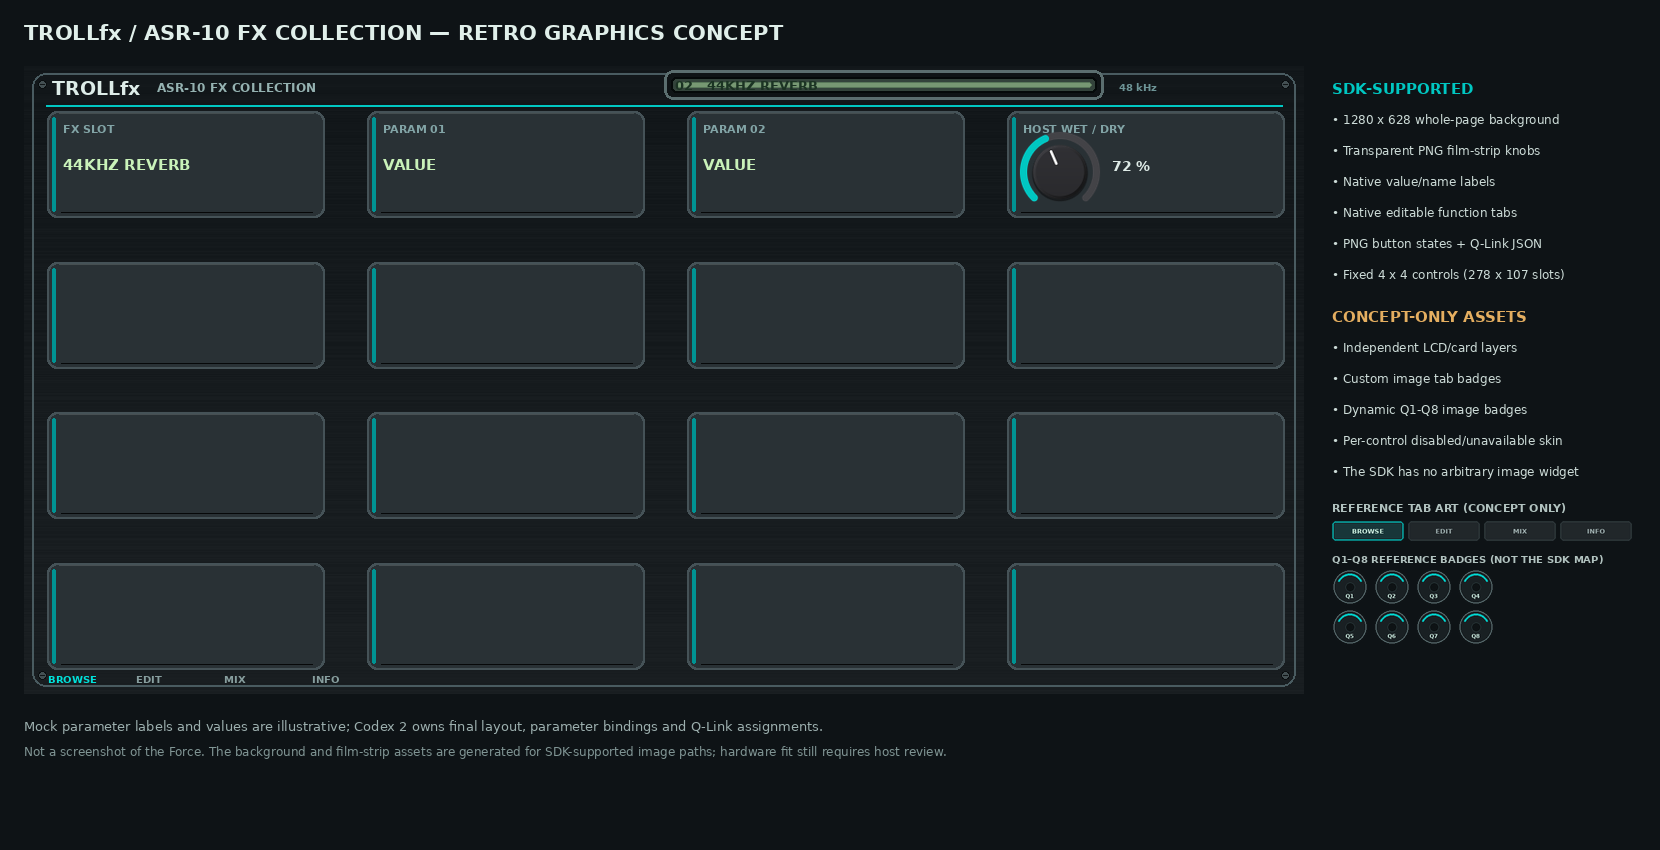 TROLLfx / ASR-10 FX COLLECTION — RETRO GRAPHICS CONCEPT
TROLLfx ASR-10 FX COLLECTION
02 44KHZ REVERB
48 kHz
FX SLOT
44KHZ REVERB
PARAM 01
VALUE
PARAM 02
VALUE
HOST WET / DRY
72 %
BROWSE EDIT MIX INFO
SDK-SUPPORTED
• 1280 x 628 whole-page background
• Transparent PNG film-strip knobs
• Native value/name labels
• Native editable function tabs
• PNG button states + Q-Link JSON
• Fixed 4 x 4 controls (278 x 107 slots)
CONCEPT-ONLY ASSETS
• Independent LCD/card layers
• Custom image tab badges
• Dynamic Q1-Q8 image badges
• Per-control disabled/unavailable skin
• The SDK has no arbitrary image widget
REFERENCE TAB ART (CONCEPT ONLY)
BROWSE EDIT MIX INFO
Q1-Q8 REFERENCE BADGES (NOT THE SDK MAP)
Q1 Q2 Q3 Q4
Q5 Q6 Q7 Q8
Mock parameter labels and values are illustrative; Codex 2 owns final layout, parameter bindings and Q-Link assignments.
Not a screenshot of the Force. The background and film-strip assets are generated for SDK-supported image paths; hardware fit still requires host review.